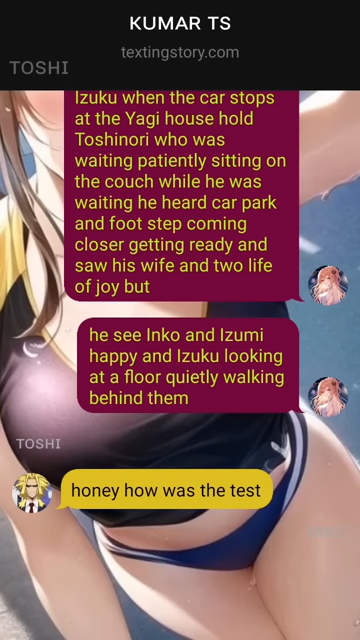 KUMAR TS
textingstory.com
TOSHI
Izuku when the car stops
at the Yagi house hold
Toshinori who was
waiting patiently sitting on
the couch while he was
waiting he heard car park
and foot step coming
closer getting ready and
saw his wife and two life
of joy but
he see Inko and Izumi
happy and Izuku looking
at a floor quietly walking
behind them
TOSHI
honey how was the test